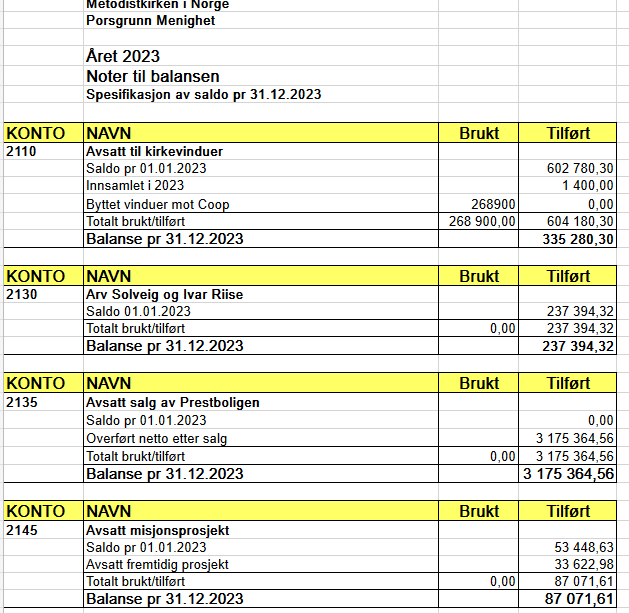 Metodistkirken i Norge
Porsgrunn Menighet
Året 2023
Noter til balansen
Spesifikasjon av saldo pr 31.12.2023
KONTO NAVN Brukt Tilført
2110 Avsatt til kirkevinduer
Saldo pr 01.01.2023 602 780,30
Innsamlet i 2023 1 400,00
Byttet vinduer mot Coop 268900 0,00
Totalt brukt/tilført 268 900,00 604 180,30
Balanse pr 31.12.2023 335 280,30
KONTO NAVN Brukt Tilført
2130 Arv Solveig og Ivar Riise
Saldo 01.01.2023 237 394,32
Totalt brukt/tilført 0,00 237 394,32
Balanse pr 31.12.2023 237 394,32
KONTO NAVN Brukt Tilført
2135 Avsatt salg av Prestboligen
Saldo pr 01.01.2023 0,00
Overført netto etter salg 3 175 364,56
Totalt brukt/tilført 0,00 3 175 364,56
Balanse pr 31.12.2023 3 175 364,56
KONTO NAVN Brukt Tilført
2145 Avsatt misjonsprosjekt
Saldo pr 01.01.2023 53 448,63
Avsatt fremtidig prosjekt 33 622,98
Totalt brukt/tilført 0,00 87 071,61
Balanse pr 31.12.2023 87 071,61